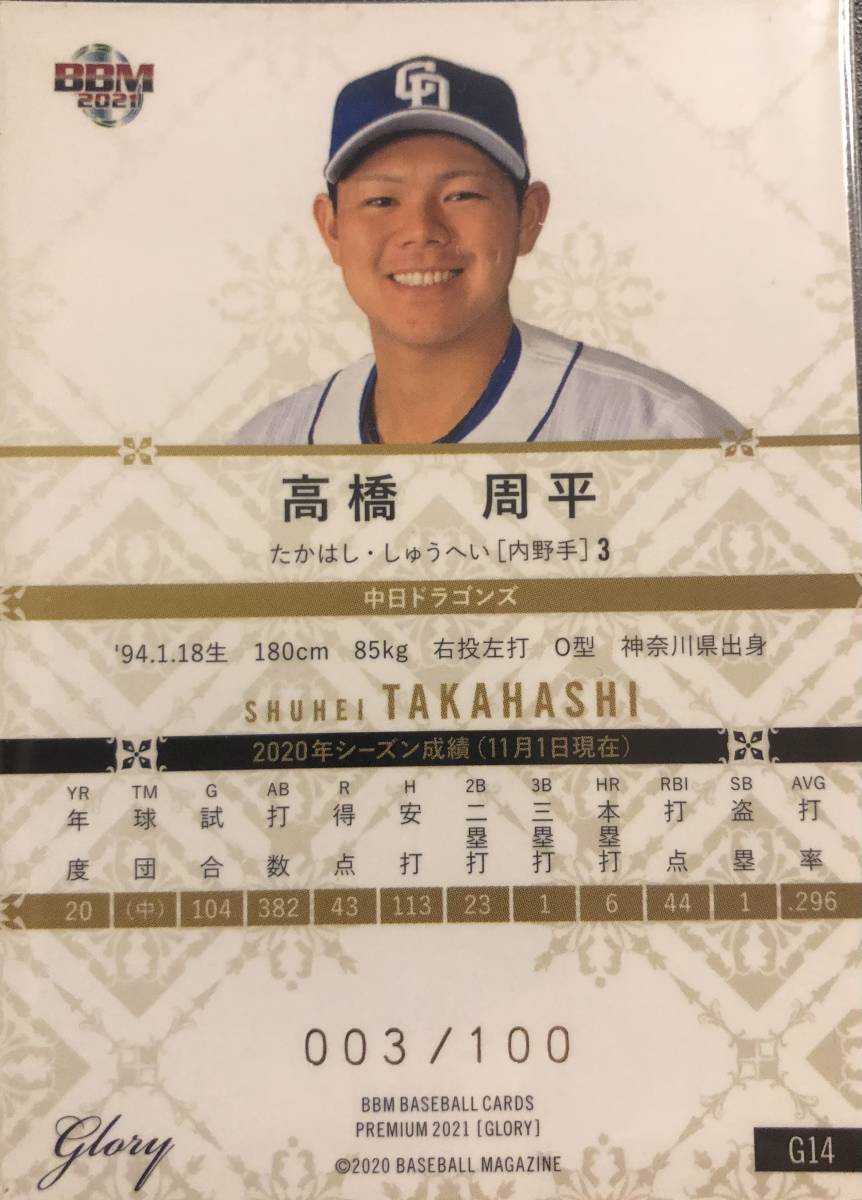 BBM
2021
CD
高橋 周平
たかはし・しゅうへい[内野手] 3
中日ドラゴンズ
'94.1.18生 180cm 85kg 右投左打 O型 神奈川県出身
SHUHEI TAKAHASHI
2020年シーズン成績(11月1日現在)
YR TM G AB R H 2B 3B HR RBI SB AVG
年度 球団 試合 打数 得点 安打 二塁打 三塁打 本塁打 打点 盗塁 打率
20 (中) 104 382 43 113 23 1 6 44 1 .296
003/100
BBM BASEBALL CARDS
PREMIUM 2021 [GLORY]
©2020 BASEBALL MAGAZINE
Glory
G14